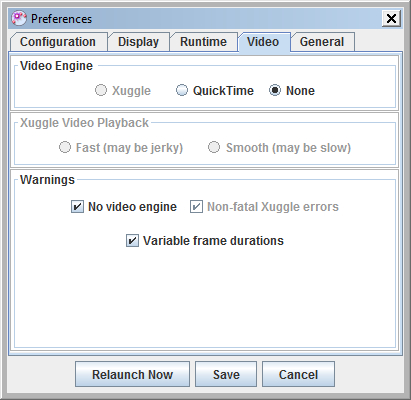 Preferences
Configuration Display Runtime Video General
Video Engine
Xuggle QuickTime None
Xuggle Video Playback
Fast (may be jerky) Smooth (may be slow)
Warnings
No video engine Non-fatal Xuggle errors
Variable frame durations
Relaunch Now Save Cancel